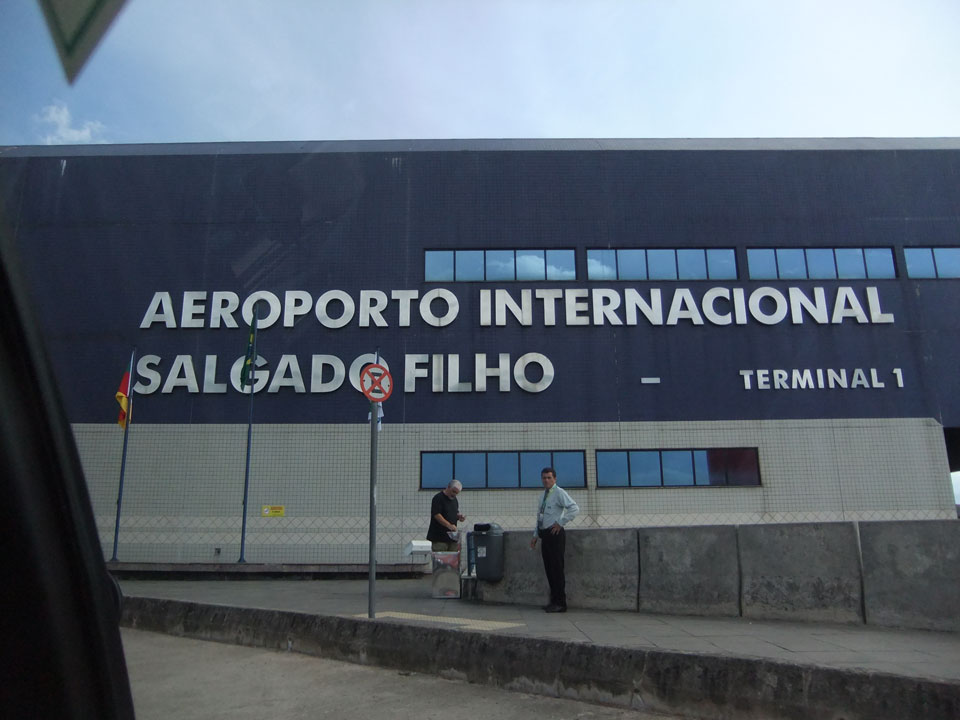 AEROPORTO INTERNACIONAL
SALGADO FILHO - TERMINAL 1